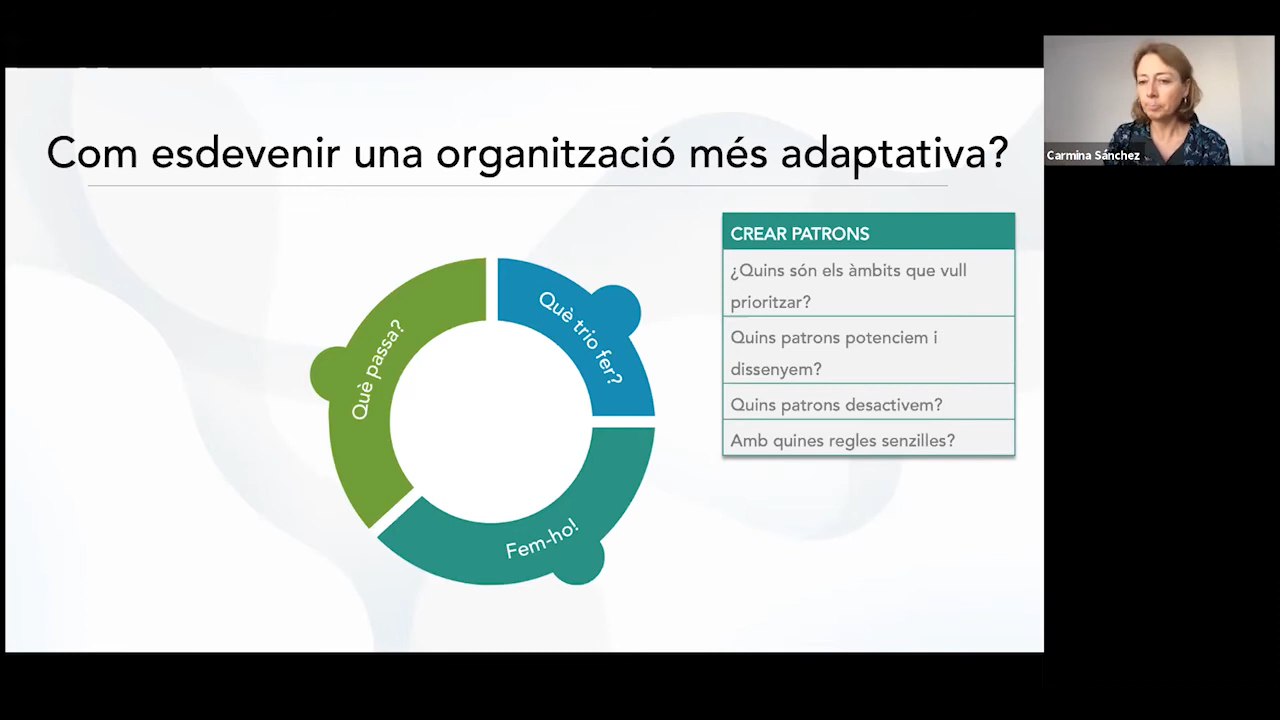 Com esdevenir una organització més adaptativa?
Carmina Sánchez
CREAR PATRONS
¿Quins són els àmbits que vull
prioritzar?
Quins patrons potenciem i
dissenyem?
Quins patrons desactivem?
Amb quines regles senzilles?
Què passa?
Què trio fer?
Fem-ho!